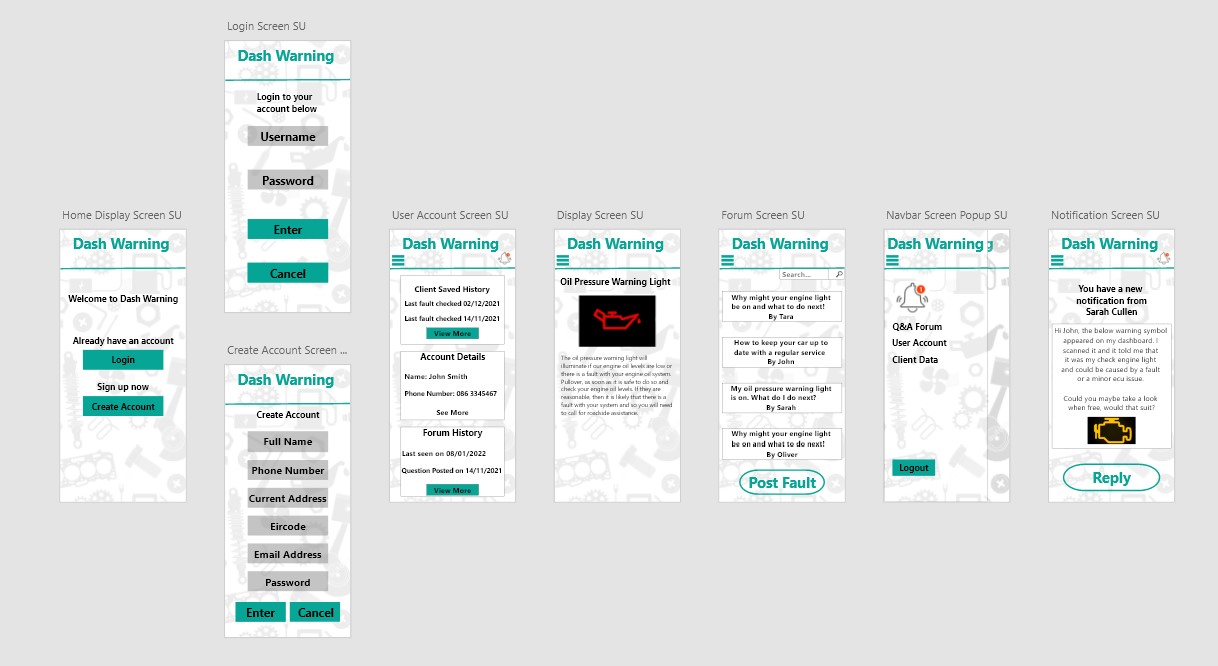 Login Screen SU
Dash Warning
Login to your
account below
Username
Password
Enter
Cancel
Home Display Screen SU
Dash Warning
Welcome to Dash Warning
Already have an account
Login
Sign up now
Create Account
Create Account Screen ...
Dash Warning
Create Account
Full Name
Phone Number
Current Address
Eircode
Email Address
Password
Enter
Cancel
User Account Screen SU
Dash Warning
Client Saved History
Last fault checked 02/12/2021
Last fault checked 14/11/2021
View More
Account Details
Name: John Smith
Phone Number: 086 3345467
See More
Forum History
Last seen on 08/01/2022
Question Posted on 14/11/2021
View More
Display Screen SU
Dash Warning
Oil Pressure Warning Light
The oil pressure warning light will
illuminate if our engine oil levels are low or
there is a fault with your engine oil system.
Pullover, as soon as it is safe to do so and
check your engine oil levels. If they are
reasonable, then it is likely that there is a
fault with your system and so you will need
to call for roadside assistance.
Forum Screen SU
Dash Warning
Search...
Why might your engine light
be on and what to do next!
By Tara
How to keep your car up to
date with a regular service
By John
My oil pressure warning light
is on. What do I do next?
By Sarah
Why might your engine light
be on and what to do next!
By Oliver
Post Fault
Navbar Screen Popup SU
Dash Warning g
1
Q&A Forum
User Account
Client Data
Logout
Notification Screen SU
Dash Warning
You have a new
notification from
Sarah Cullen
Hi John, the below warning symbol
appeared on my dashboard. I
scanned it and it told me that
it was my check engine light
and could be caused by a fault
or a minor ecu issue.
Could you maybe take a look
when free, would that suit?
Reply